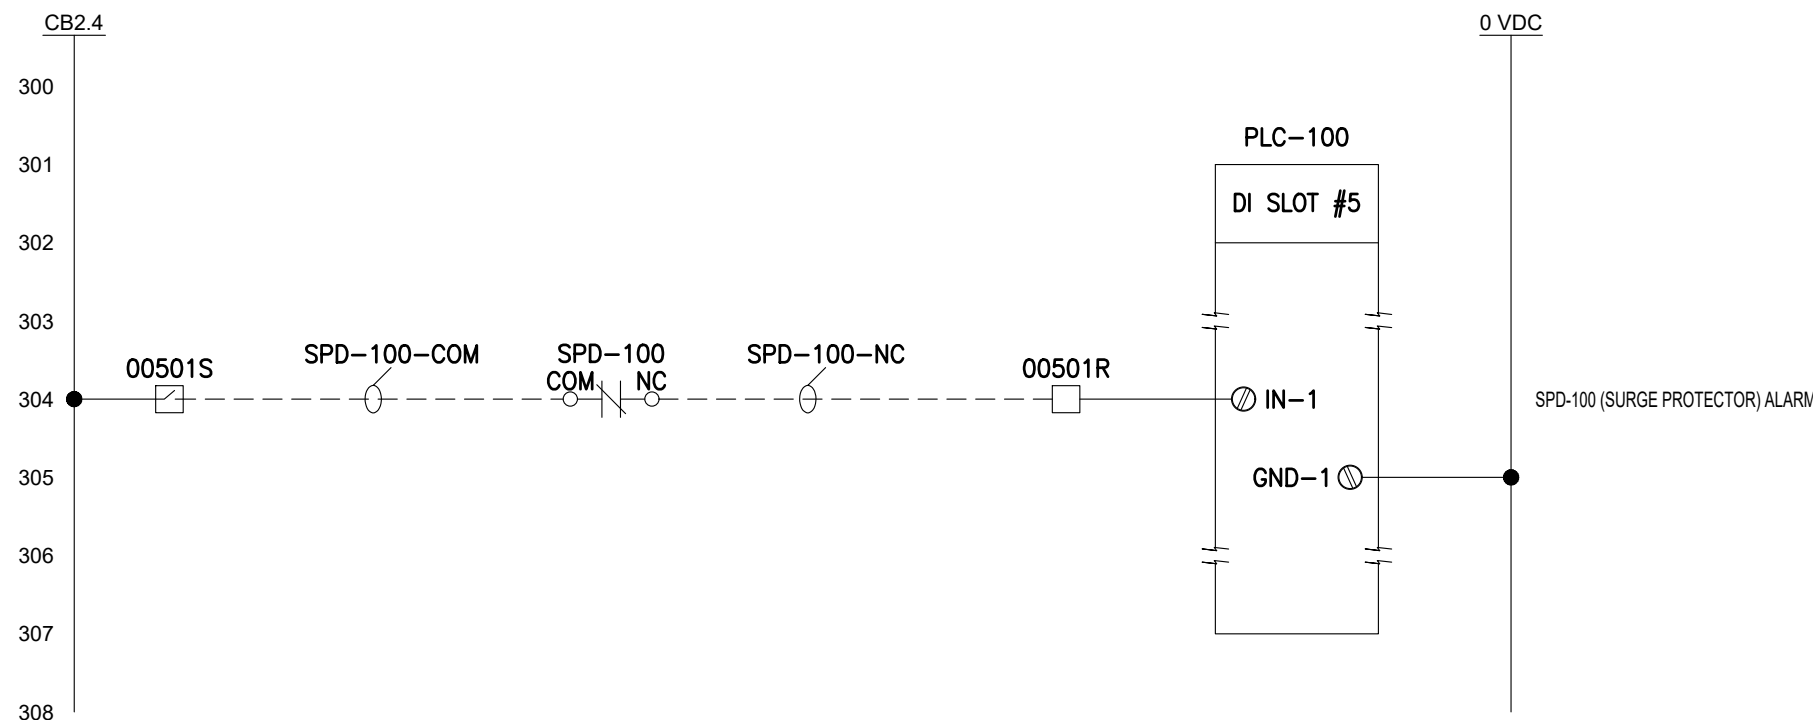 CB2.4
0 VDC
300
301
PLC-100
DI SLOT #5
302
303
00501S
SPD-100-COM
SPD-100
COM
NC
SPD-100-NC
00501R
304
IN-1
SPD-100 (SURGE PROTECTOR) ALARM
305
GND-1
306
307
308